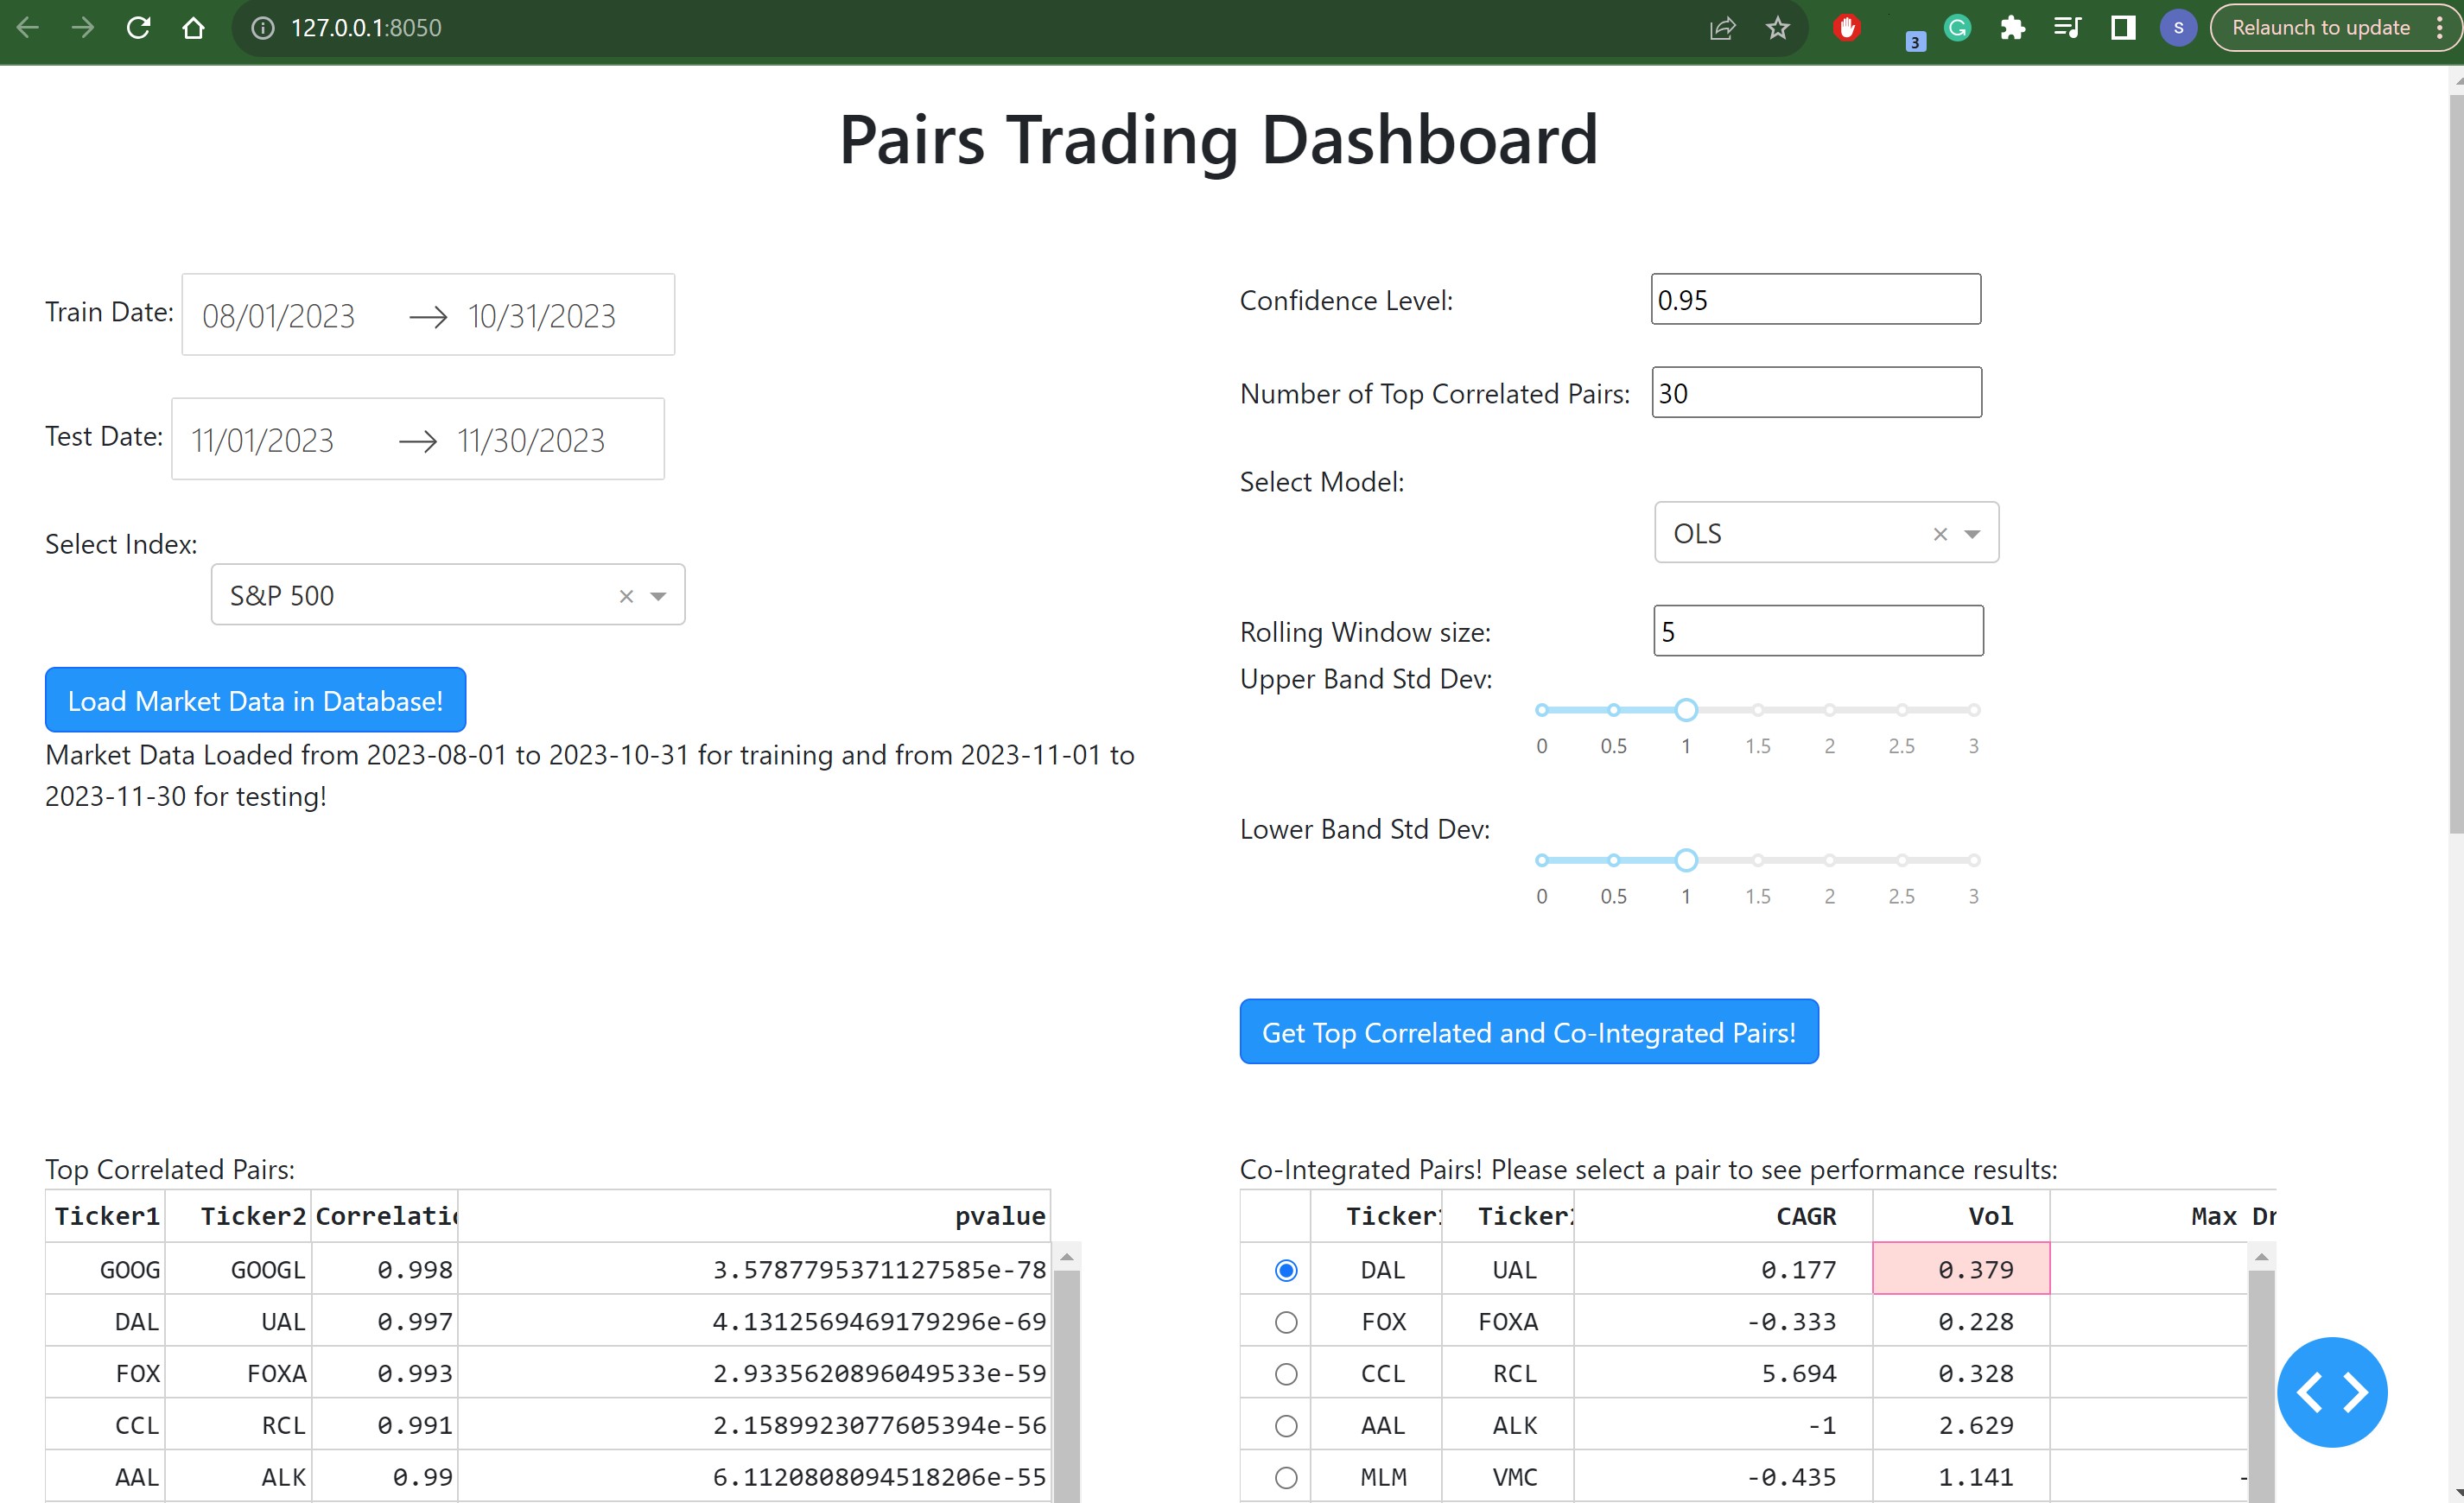 127.0.0.1:8050
3
G
S
Relaunch to update
Pairs Trading Dashboard
Train Date: 08/01/2023 → 10/31/2023
Test Date: 11/01/2023 → 11/30/2023
Select Index:
S&P 500 ×
Load Market Data in Database!
Market Data Loaded from 2023-08-01 to 2023-10-31 for training and from 2023-11-01 to
2023-11-30 for testing!
Confidence Level: 0.95
Number of Top Correlated Pairs: 30
Select Model:
OLS ×
Rolling Window size: 5
Upper Band Std Dev:
0 0.5 1 1.5 2 2.5 3
Lower Band Std Dev:
0 0.5 1 1.5 2 2.5 3
Get Top Correlated and Co-Integrated Pairs!
Top Correlated Pairs:
Ticker1 Ticker2 Correlatio pvalue
GOOG GOOGL 0.998 3.5787795371127585e-78
DAL UAL 0.997 4.1312569469179296e-69
FOX FOXA 0.993 2.9335620896049533e-59
CCL RCL 0.991 2.1589923077605394e-56
AAL ALK 0.99 6.1120808094518206e-55
Co-Integrated Pairs! Please select a pair to see performance results:
Ticker1 Ticker2 CAGR Vol Max Dr
DAL UAL 0.177 0.379
FOX FOXA -0.333 0.228
CCL RCL 5.694 0.328
AAL ALK -1 2.629
MLM VMC -0.435 1.141 -